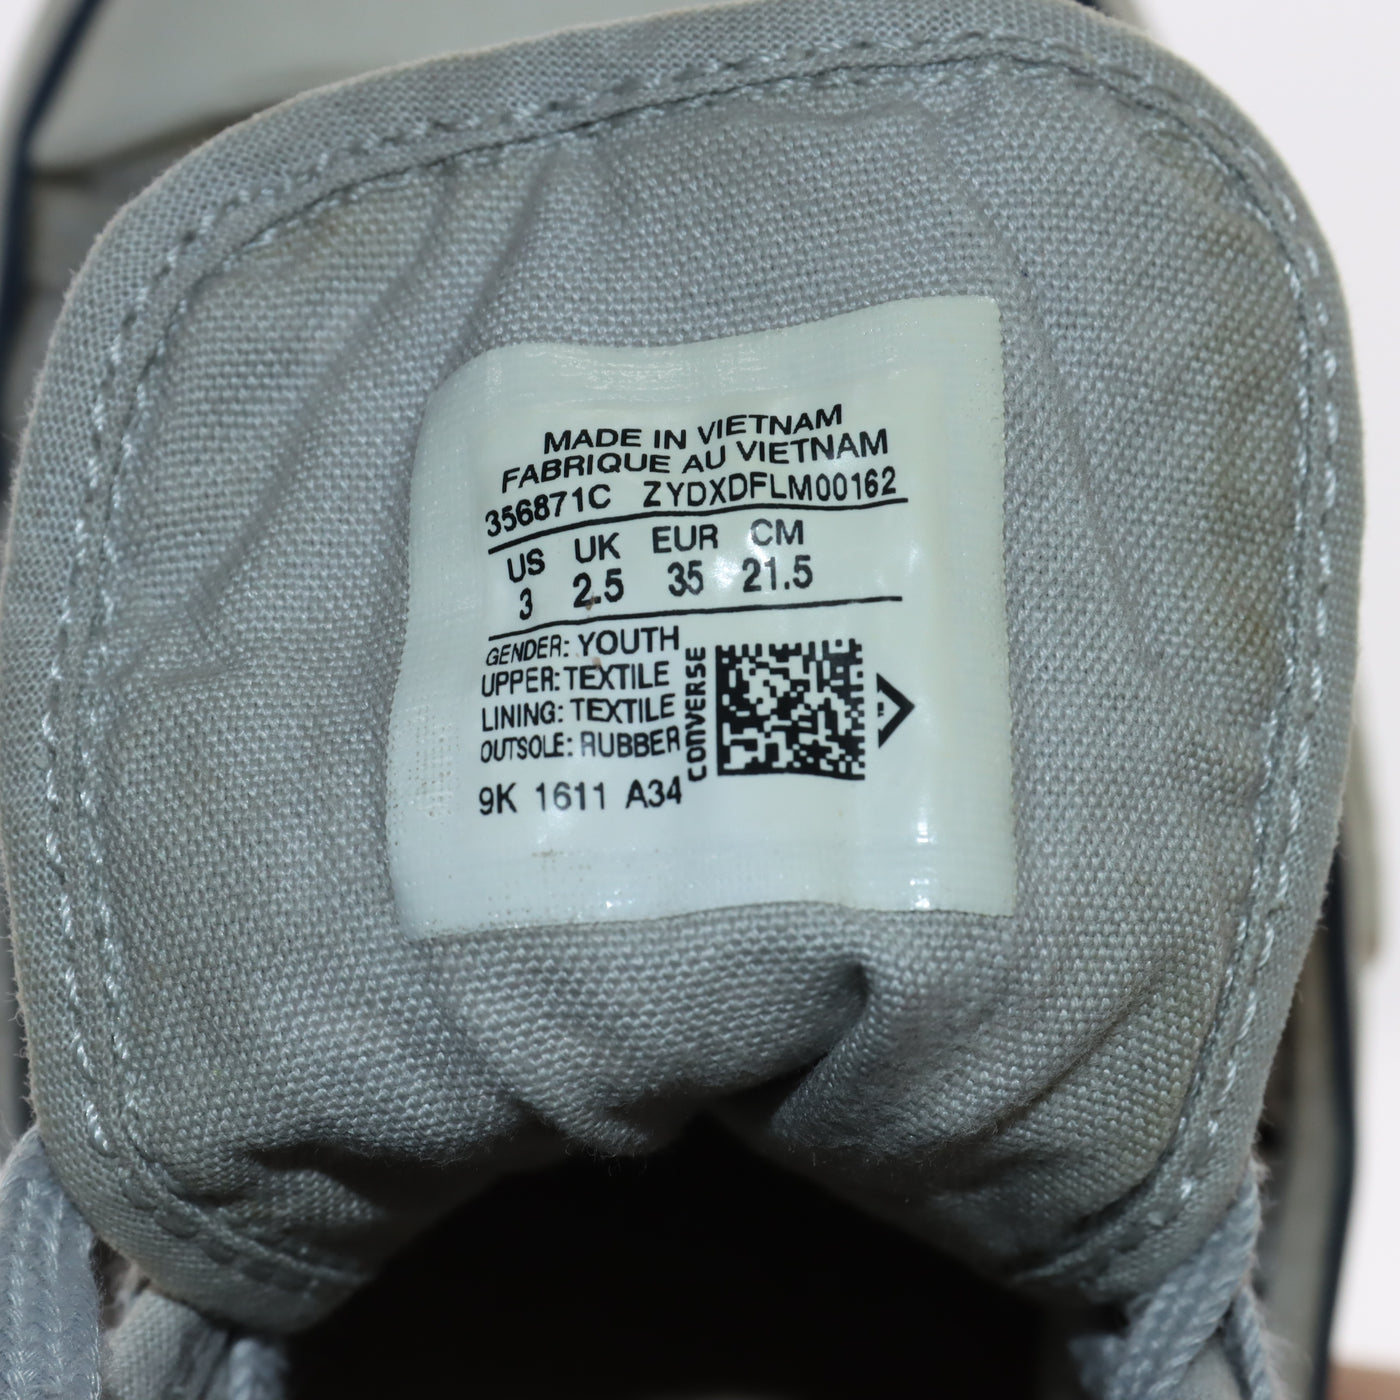 MADE IN VIETNAM
FABRIQUE AU VIETNAM
356871C ZYDXDFLM00162
US UK EUR CM
3 2.5 35 21.5
GENDER: YOUTH
UPPER: TEXTILE
LINING: TEXTILE
OUTSOLE: RUBBER
CONVERSE
9K 1611 A34